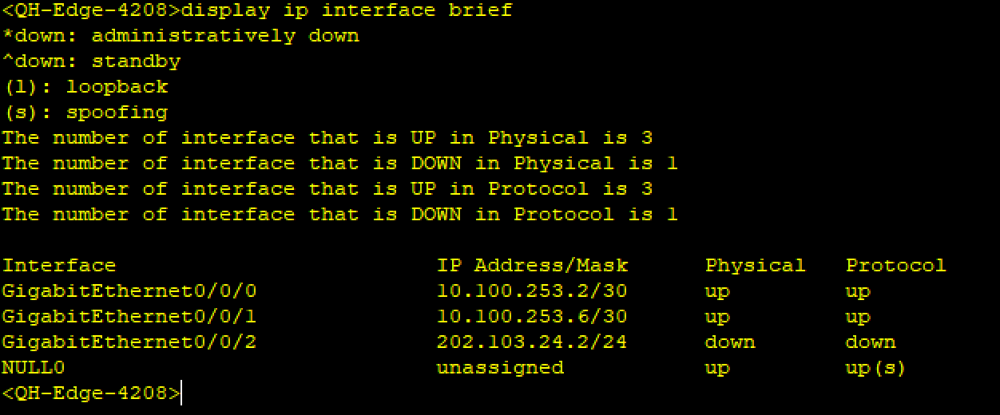 <QH-Edge-4208>display ip interface brief
*down: administratively down
^down: standby
(l): loopback
(s): spoofing
The number of interface that is UP in Physical is 3
The number of interface that is DOWN in Physical is 1
The number of interface that is UP in Protocol is 3
The number of interface that is DOWN in Protocol is 1
Interface IP Address/Mask Physical Protocol
GigabitEthernet0/0/0 10.100.253.2/30 up up
GigabitEthernet0/0/1 10.100.253.6/30 up up
GigabitEthernet0/0/2 202.103.24.2/24 down down
NULL0 unassigned up up(s)
<QH-Edge-4208>